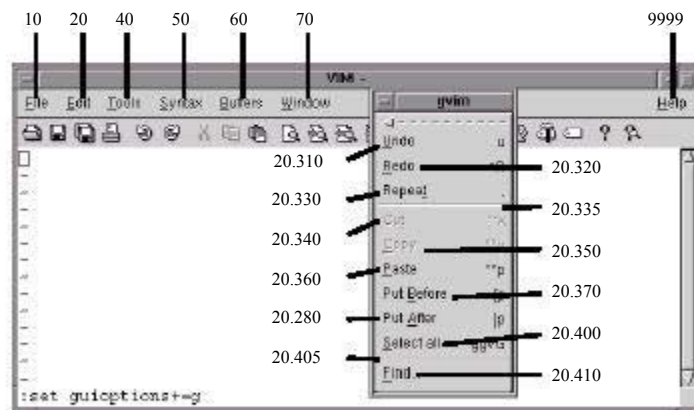 10 20 40 50 60 70 9999
VIM -
File Edit Tools Syntax Buffers Window Help
gvim
Undo u
20.310
Redo
20.320
Repeat .
20.330
20.335
Cut
20.340
Copy
20.350
Paste "*p
20.360
Put Before [p
20.370
Put After ]p
20.280
Select all ggvG
20.400
20.405
Find...
20.410
:set guioptions+=g